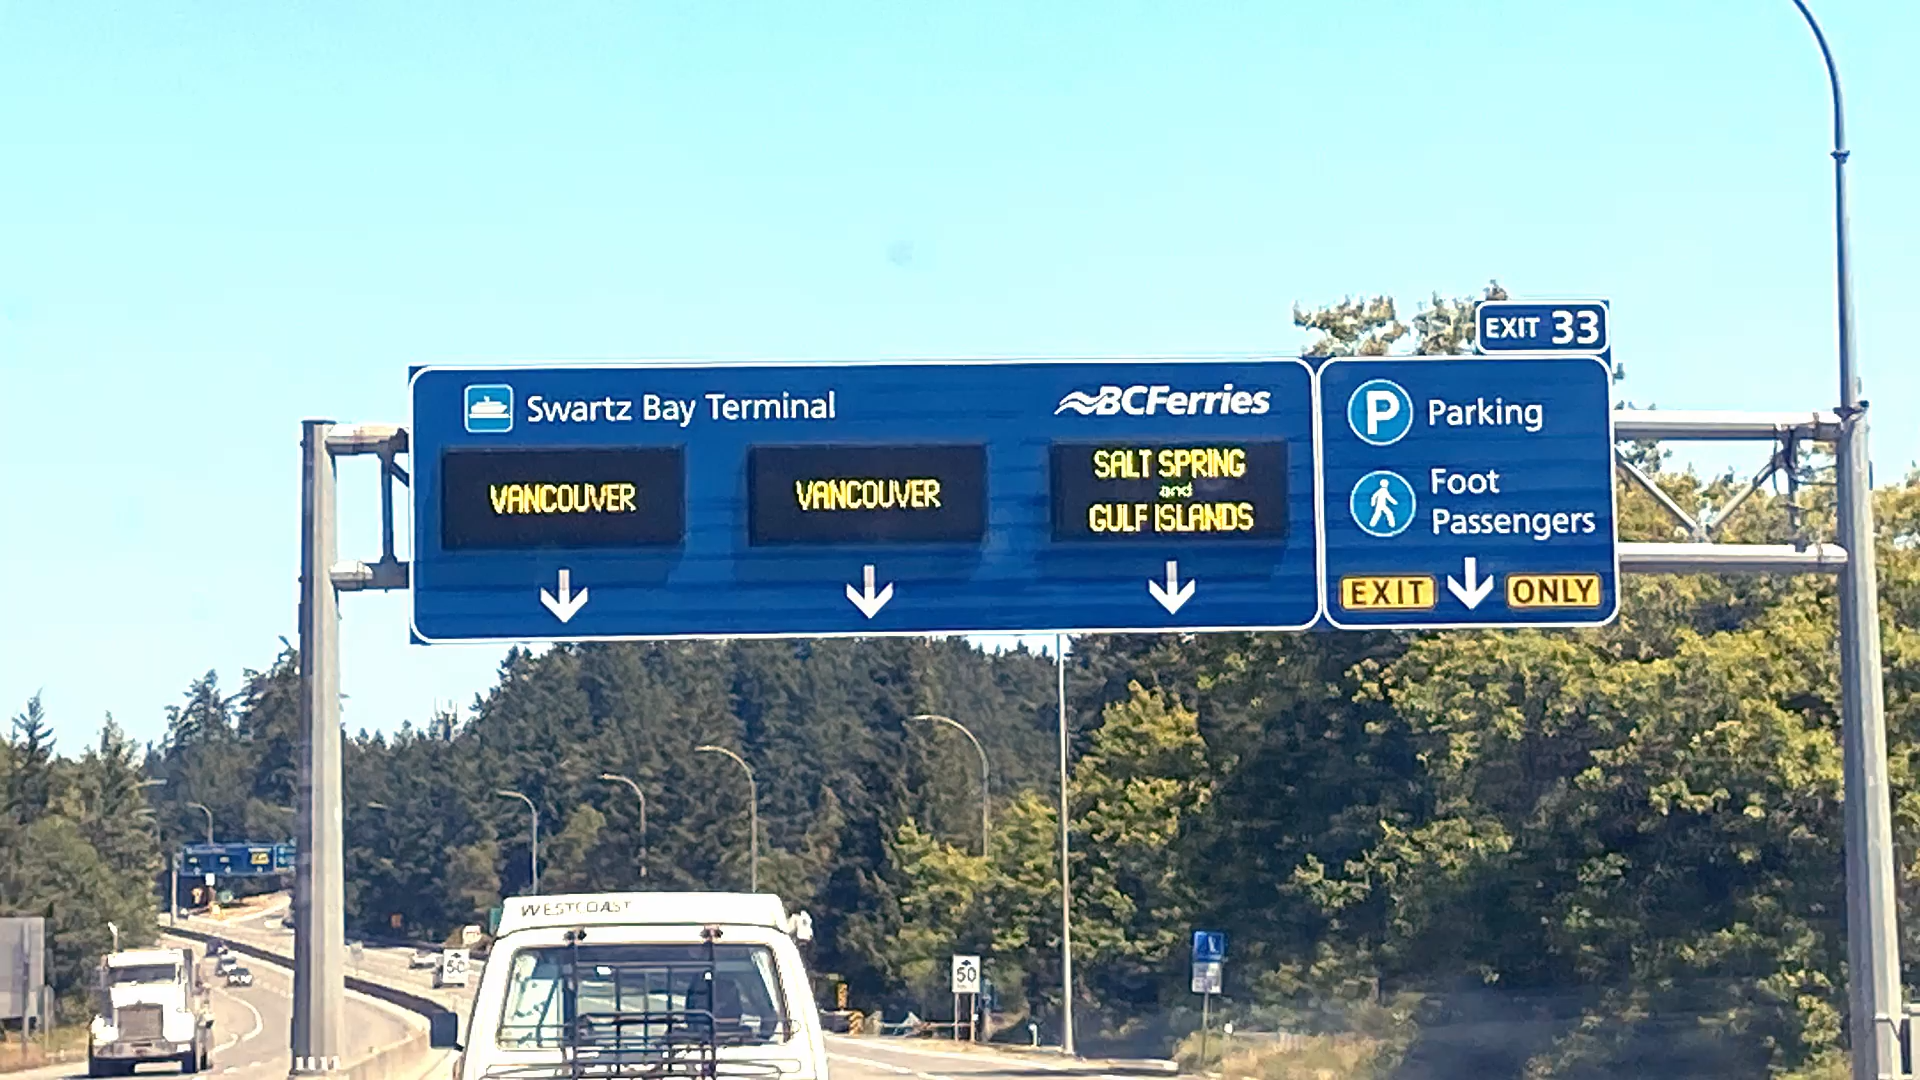 EXIT 33
Swartz Bay Terminal
BCFerries
VANCOUVER
VANCOUVER
SALT SPRING
and
GULF ISLANDS
P Parking
Foot
Passengers
EXIT ONLY
WESTCOAST
50
50